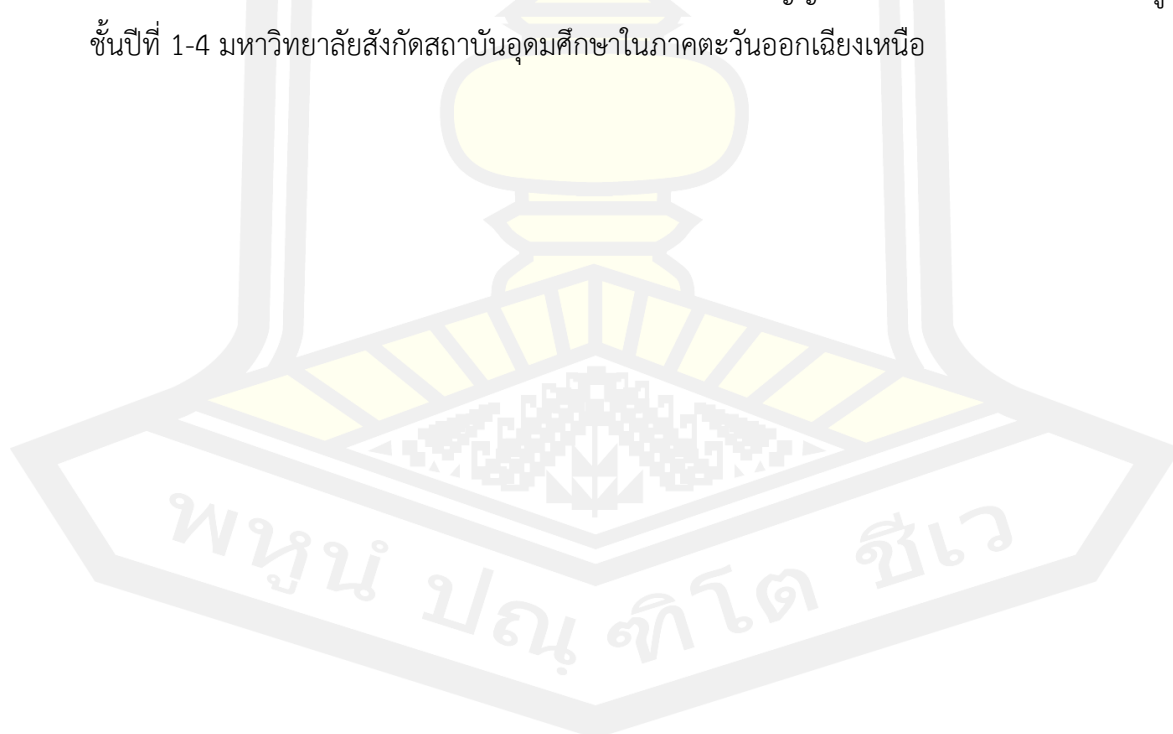 ชั้นปีที่ 1-4 มหาวิทยาลัยสังกัดสถาบันอุดมศึกษาในภาคตะวันออกเฉียงเหนือ
พหูนํ ปณฺฑิโต ชีเว